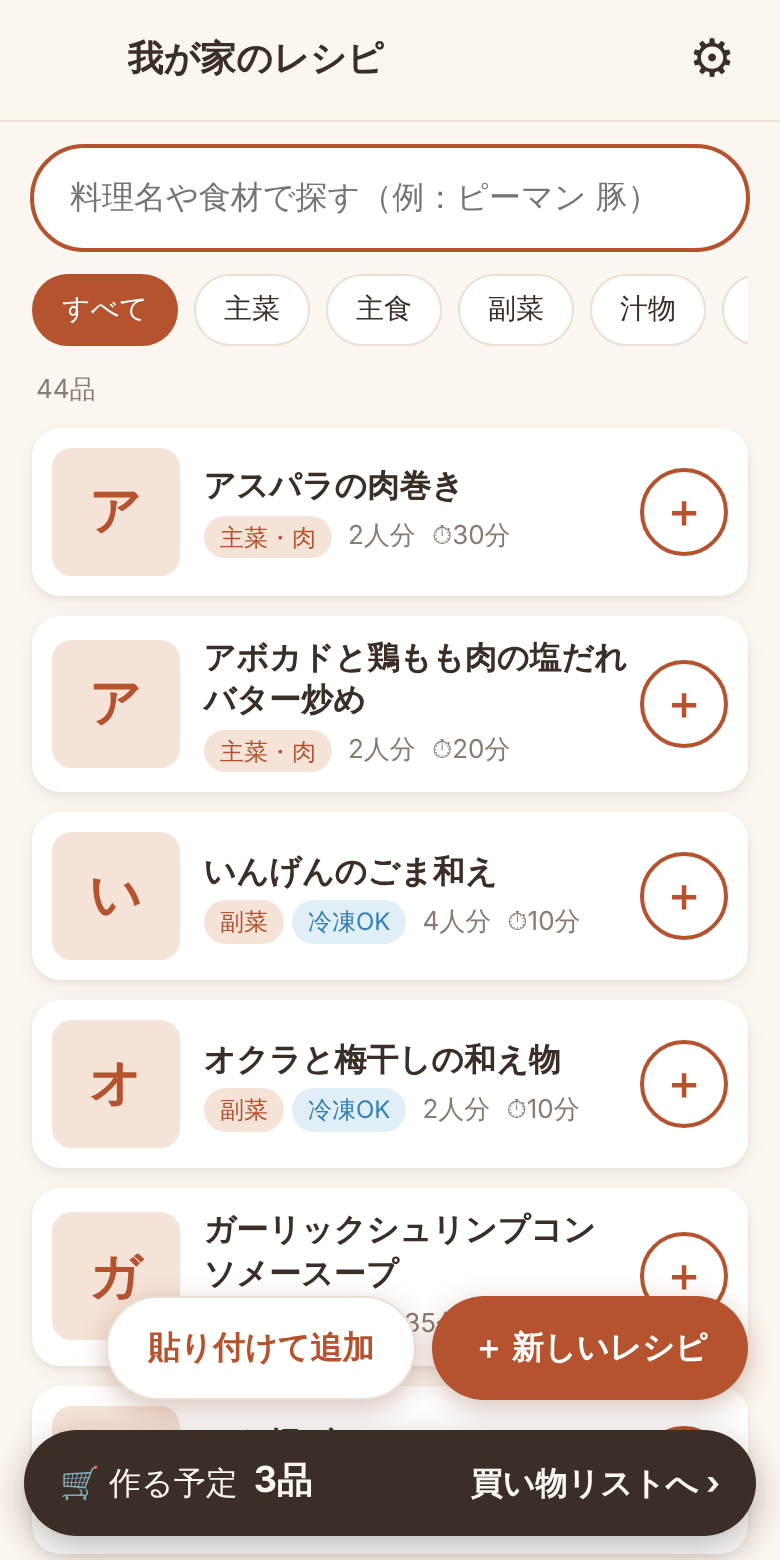 我が家のレシピ
料理名や食材で探す（例：ピーマン 豚）
すべて 主菜 主食 副菜 汁物
44品
ア
アスパラの肉巻き
主菜・肉 2人分 ⏱30分
+
ア
アボカドと鶏もも肉の塩だれ
バター炒め
主菜・肉 2人分 ⏱20分
+
い
いんげんのごま和え
副菜 冷凍OK 4人分 ⏱10分
+
オ
オクラと梅干しの和え物
副菜 冷凍OK 2人分 ⏱10分
+
ガ
ガーリックシュリンプコン
ソメースープ
+
35
貼り付けて追加
+ 新しいレシピ
🛒 作る予定 3品
買い物リストへ ›